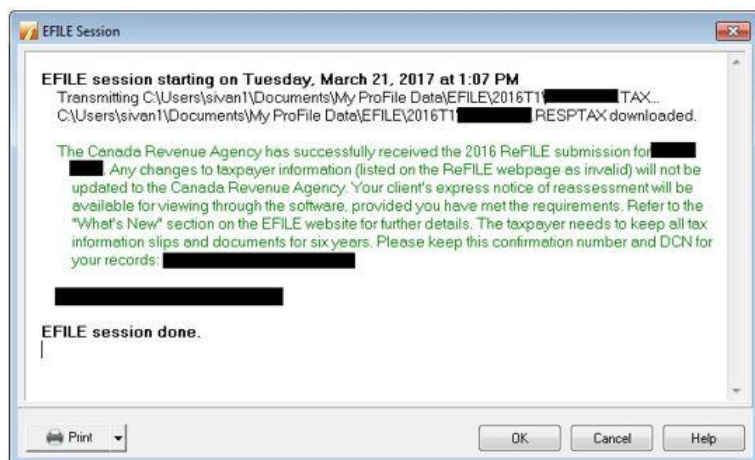 EFILE Session
EFILE session starting on Tuesday, March 21, 2017 at 1:07 PM
Transmitting C:\Users\sivan1\Documents\My ProFile Data\EFILE\2016T1\ .TAX...
C:\Users\sivan1\Documents\My ProFile Data\EFILE\2016T1\ .RESPTAX downloaded.
The Canada Revenue Agency has successfully received the 2016 ReFILE submission for
. Any changes to taxpayer information (listed on the ReFILE webpage as invalid) will not be
updated to the Canada Revenue Agency. Your client's express notice of reassessment will be
available for viewing through the software, provided you have met the requirements. Refer to the
"What's New" section on the EFILE website for further details. The taxpayer needs to keep all tax
information slips and documents for six years. Please keep this confirmation number and DCN for
your records:
EFILE session done.
Print
OK
Cancel
Help